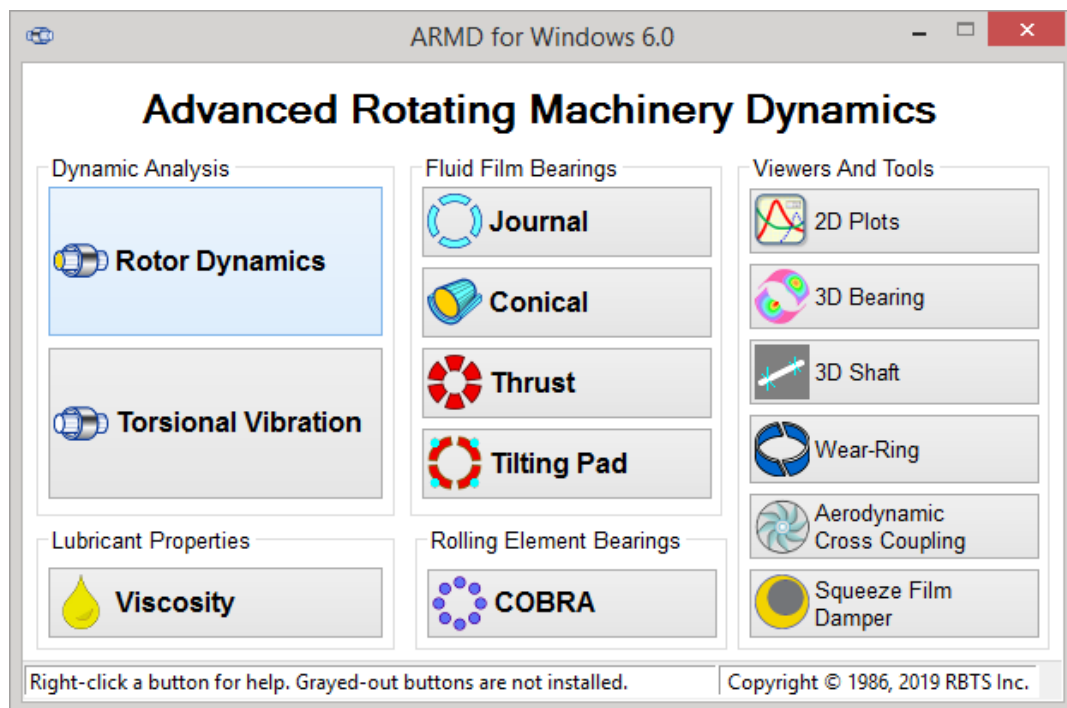 ARMD for Windows 6.0
Advanced Rotating Machinery Dynamics
Dynamic Analysis
Rotor Dynamics
Torsional Vibration
Lubricant Properties
Viscosity
Fluid Film Bearings
Journal
Conical
Thrust
Tilting Pad
Rolling Element Bearings
COBRA
Viewers And Tools
2D Plots
3D Bearing
3D Shaft
Wear-Ring
Aerodynamic
Cross Coupling
Squeeze Film
Damper
Right-click a button for help. Grayed-out buttons are not installed.
Copyright © 1986, 2019 RBTS Inc.